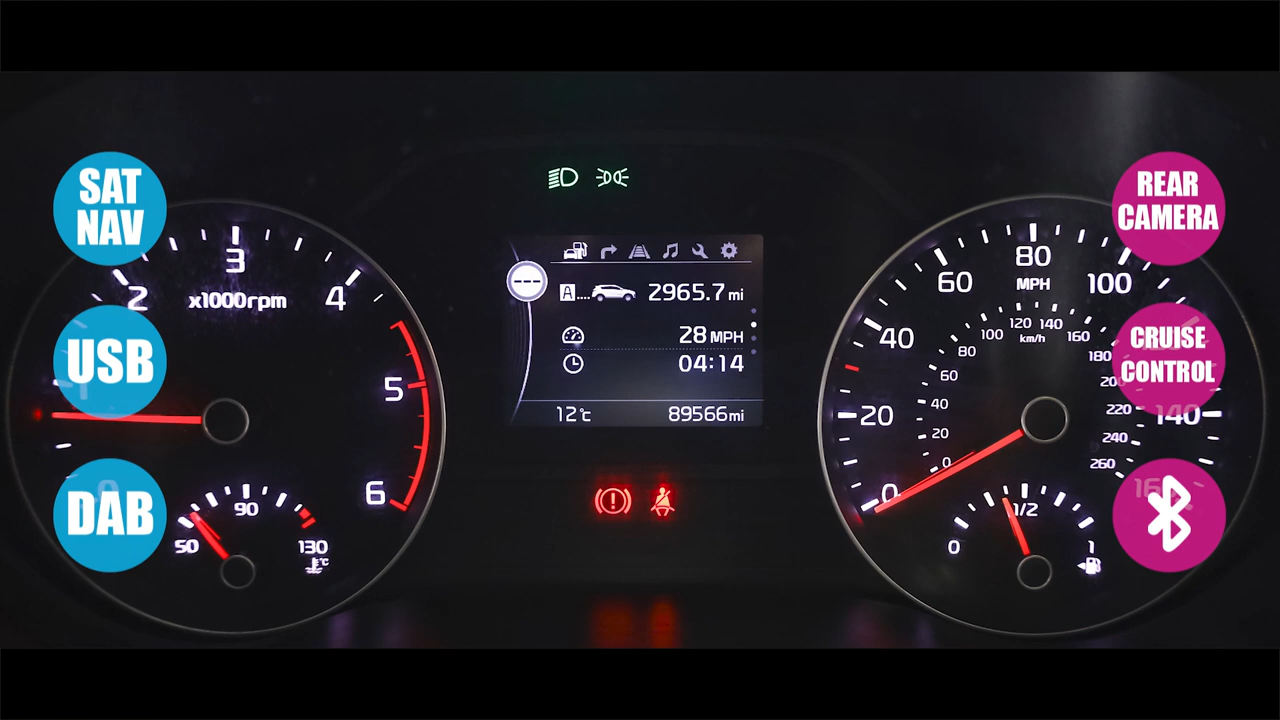 SAT
NAV
USB
DAB
2
3
4
5
6
x1000rpm
50
90
130
°C
A.... 2965.7 mi
28 MPH
04:14
12°C 89566mi
0
20
40
60
80
100
140
MPH
0
20
40
60
80
100
120
140
160
180
220
240
260
km/h
0
1/2
1
REAR
CAMERA
CRUISE
CONTROL